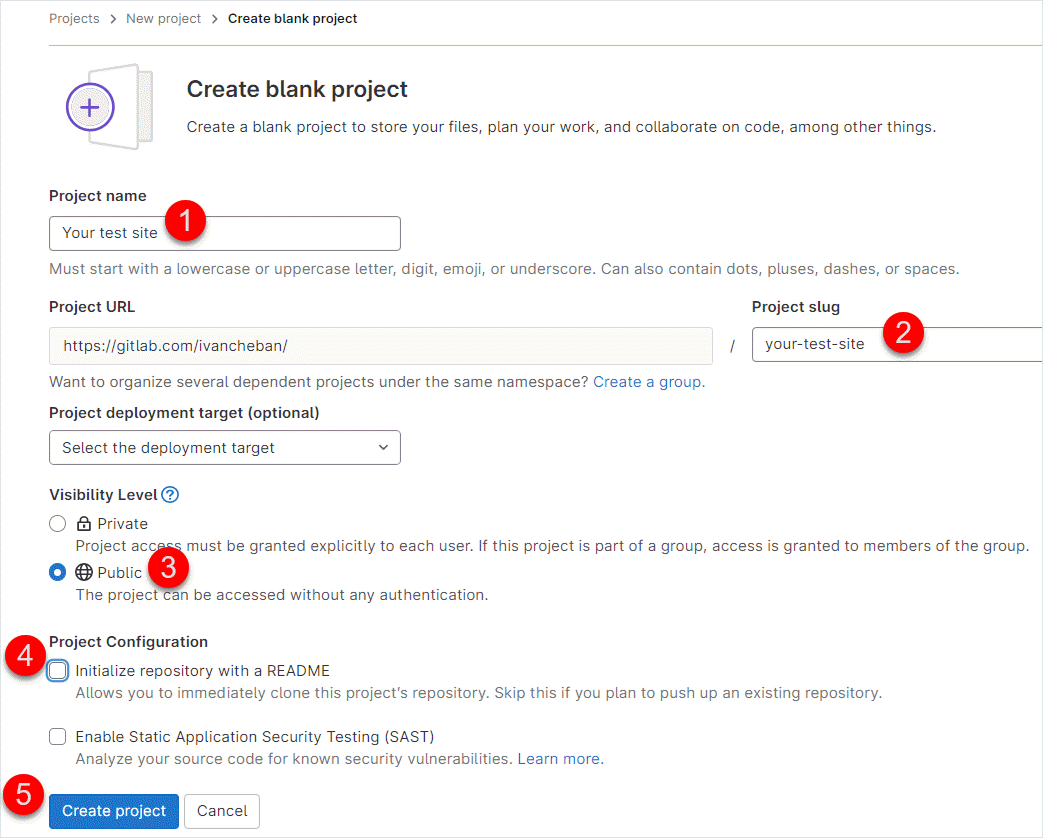 Projects > New project > Create blank project
Create blank project
Create a blank project to store your files, plan your work, and collaborate on code, among other things.
Project name
Your test site 1
Must start with a lowercase or uppercase letter, digit, emoji, or underscore. Can also contain dots, pluses, dashes, or spaces.
Project URL Project slug
https://gitlab.com/ivancheban/ / your-test-site 2
Want to organize several dependent projects under the same namespace? Create a group.
Project deployment target (optional)
Select the deployment target
Visibility Level ?
Private
Project access must be granted explicitly to each user. If this project is part of a group, access is granted to members of the group.
Public 3
The project can be accessed without any authentication.
Project Configuration
4 Initialize repository with a README
Allows you to immediately clone this project's repository. Skip this if you plan to push up an existing repository.
Enable Static Application Security Testing (SAST)
Analyze your source code for known security vulnerabilities. Learn more.
5 Create project Cancel